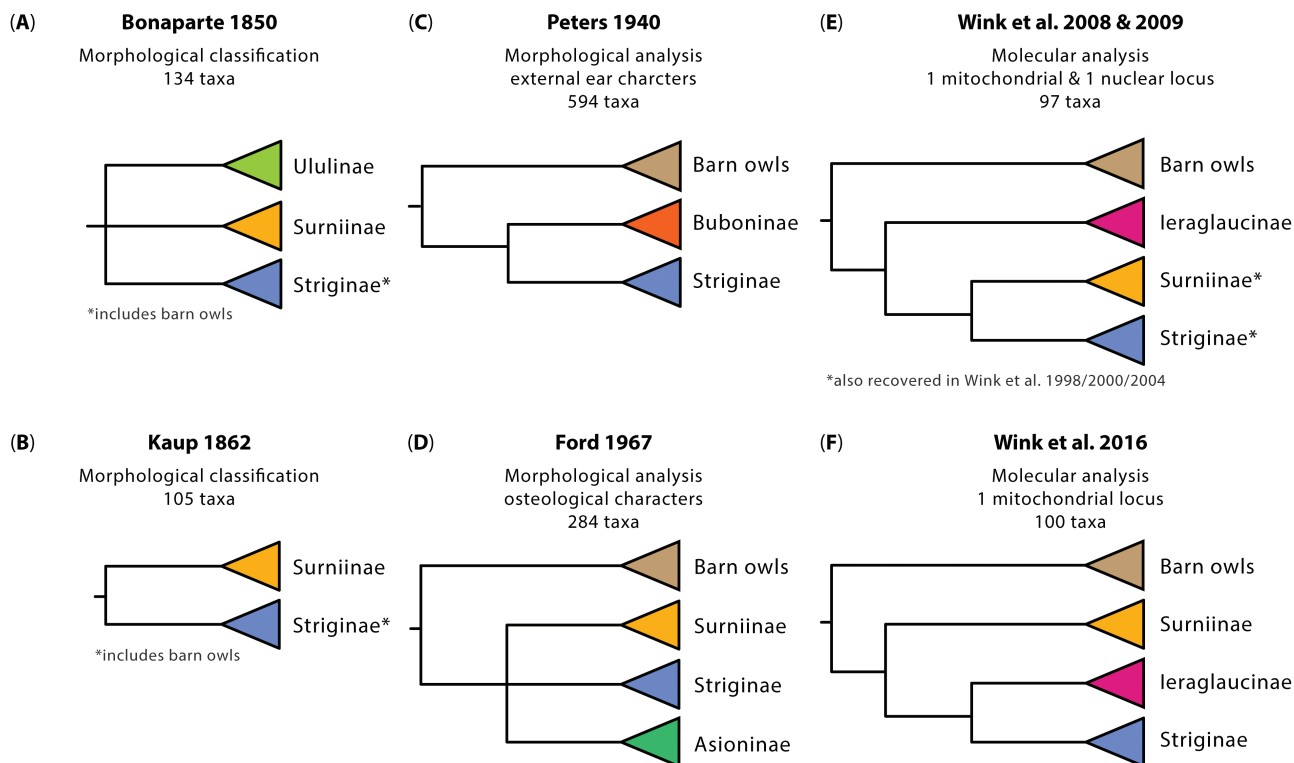 (A) Bonaparte 1850
Morphological classification
134 taxa
Ululinae
Surniinae
Striginae*
*includes barn owls
(B) Kaup 1862
Morphological classification
105 taxa
Surniinae
Striginae*
*includes barn owls
(C) Peters 1940
Morphological analysis
external ear charcters
594 taxa
Barn owls
Buboninae
Striginae
(D) Ford 1967
Morphological analysis
osteological characters
284 taxa
Barn owls
Surniinae
Striginae
Asioninae
(E) Wink et al. 2008 & 2009
Molecular analysis
1 mitochondrial & 1 nuclear locus
97 taxa
Barn owls
Ieraglaucinae
Surniinae*
Striginae*
*also recovered in Wink et al. 1998/2000/2004
(F) Wink et al. 2016
Molecular analysis
1 mitochondrial locus
100 taxa
Barn owls
Surniinae
Ieraglaucinae
Striginae